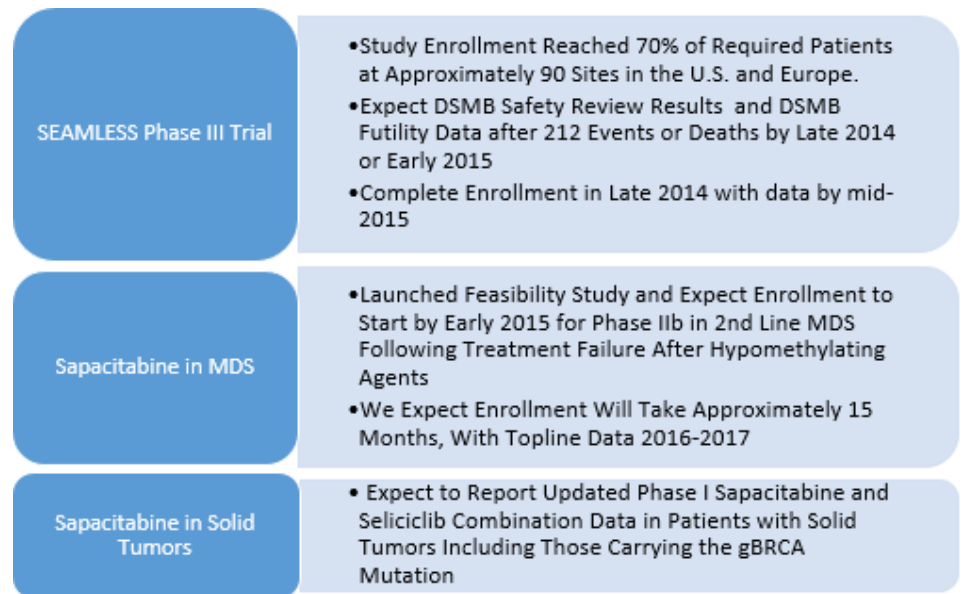 SEAMLESS Phase III Trial
•Study Enrollment Reached 70% of Required Patients
at Approximately 90 Sites in the U.S. and Europe.
•Expect DSMB Safety Review Results and DSMB
Futility Data after 212 Events or Deaths by Late 2014
or Early 2015
•Complete Enrollment in Late 2014 with data by mid-
2015
Sapacitabine in MDS
•Launched Feasibility Study and Expect Enrollment to
Start by Early 2015 for Phase IIb in 2nd Line MDS
Following Treatment Failure After Hypomethylating
Agents
•We Expect Enrollment Will Take Approximately 15
Months, With Topline Data 2016-2017
Sapacitabine in Solid
Tumors
• Expect to Report Updated Phase I Sapacitabine and
Seliciclib Combination Data in Patients with Solid
Tumors Including Those Carrying the gBRCA
Mutation